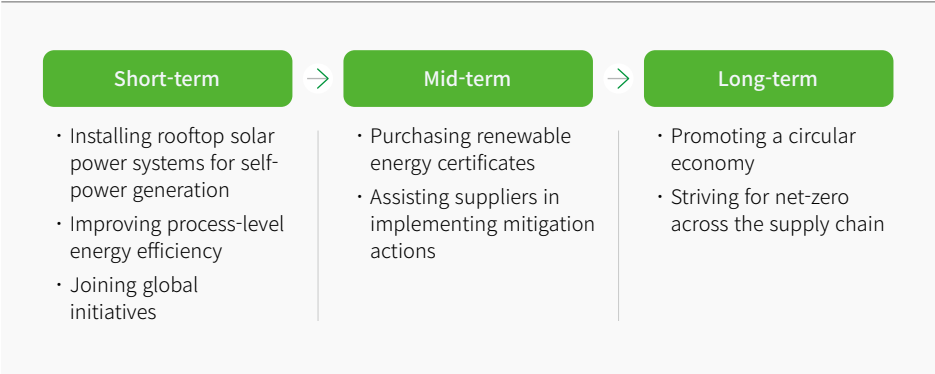 Short-term
· Installing rooftop solar
power systems for self-
power generation
· Improving process-level
energy efficiency
· Joining global
initiatives
Mid-term
· Purchasing renewable
energy certificates
· Assisting suppliers in
implementing mitigation
actions
Long-term
· Promoting a circular
economy
· Striving for net-zero
across the supply chain